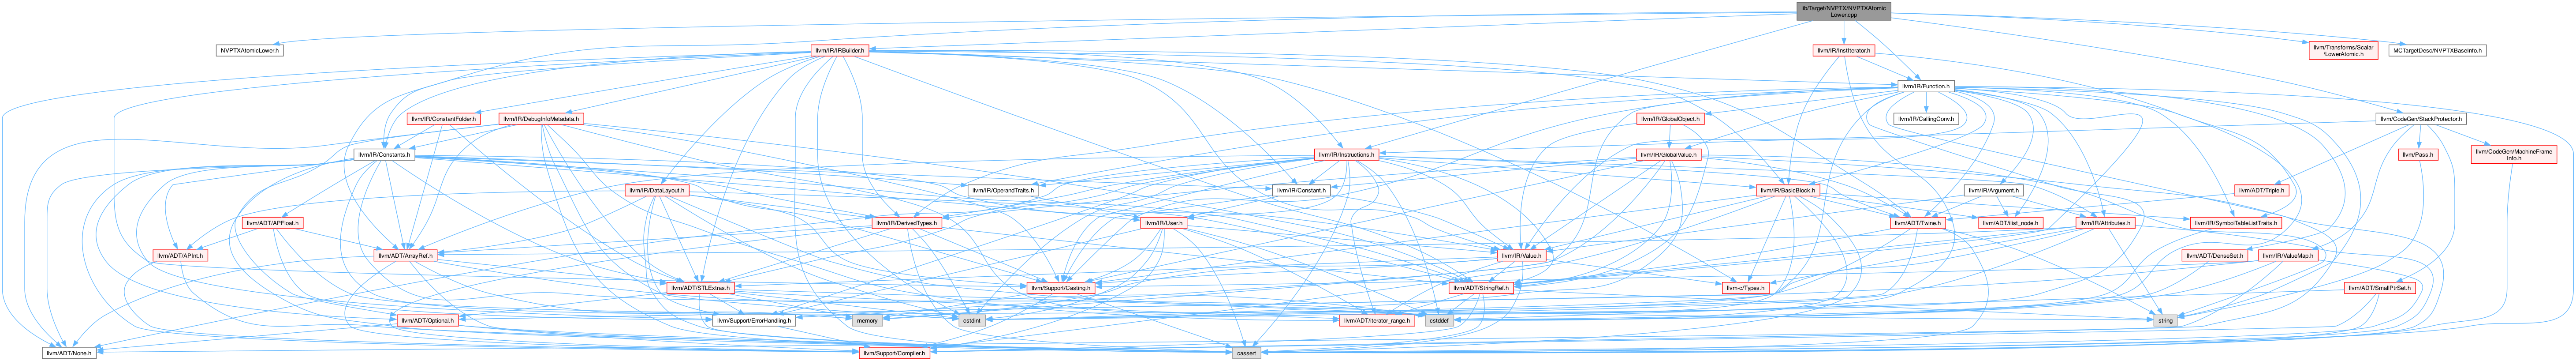 lib/Target/NVPTX/NVPTXAtomic
Lower.cpp
NVPTXAtomicLower.h
llvm/IR/IRBuilder.h
llvm/IR/InstIterator.h
llvm/Transforms/Scalar
/LowerAtomic.h
MCTargetDesc/NVPTXBaseInfo.h
llvm/IR/Function.h
llvm/IR/ConstantFolder.h
llvm/IR/DebugInfoMetadata.h
llvm/IR/GlobalObject.h
llvm/IR/CallingConv.h
llvm/CodeGen/StackProtector.h
llvm/IR/Constants.h
llvm/IR/Instructions.h
llvm/IR/GlobalValue.h
llvm/Pass.h
llvm/CodeGen/MachineFrame
Info.h
llvm/IR/DataLayout.h
llvm/IR/OperandTraits.h
llvm/IR/Constant.h
llvm/IR/BasicBlock.h
llvm/IR/Argument.h
llvm/ADT/Triple.h
llvm/ADT/APFloat.h
llvm/IR/DerivedTypes.h
llvm/IR/User.h
llvm/ADT/Twine.h
llvm/ADT/ilist_node.h
llvm/IR/Attributes.h
llvm/IR/SymbolTableListTraits.h
llvm/ADT/APInt.h
llvm/ADT/ArrayRef.h
llvm/IR/Value.h
llvm/ADT/DenseSet.h
llvm/IR/ValueMap.h
llvm/ADT/STLExtras.h
llvm/Support/Casting.h
llvm/ADT/StringRef.h
llvm-c/Types.h
llvm/ADT/SmallPtrSet.h
llvm/ADT/Optional.h
llvm/Support/ErrorHandling.h
memory
cstdint
llvm/ADT/iterator_range.h
cstddef
string
llvm/ADT/None.h
llvm/Support/Compiler.h
cassert